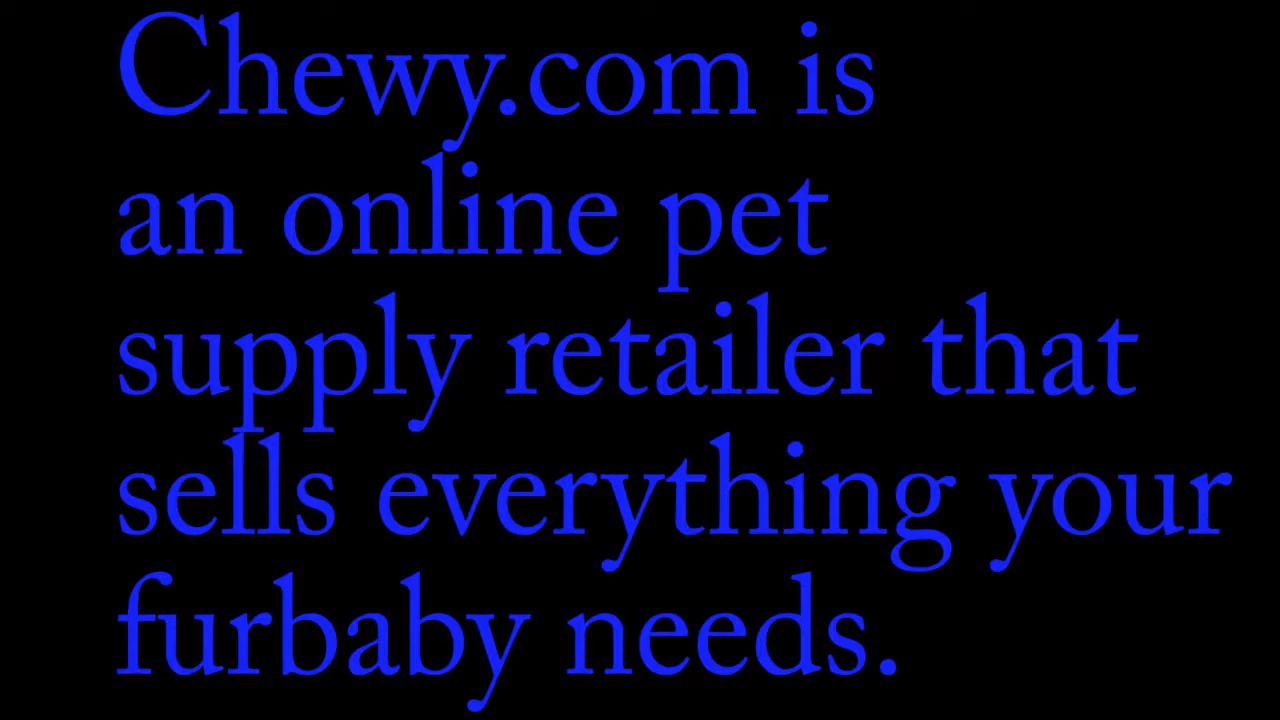 Chewy.com is
an online pet
supply retailer that
sells everything your
furbaby needs.